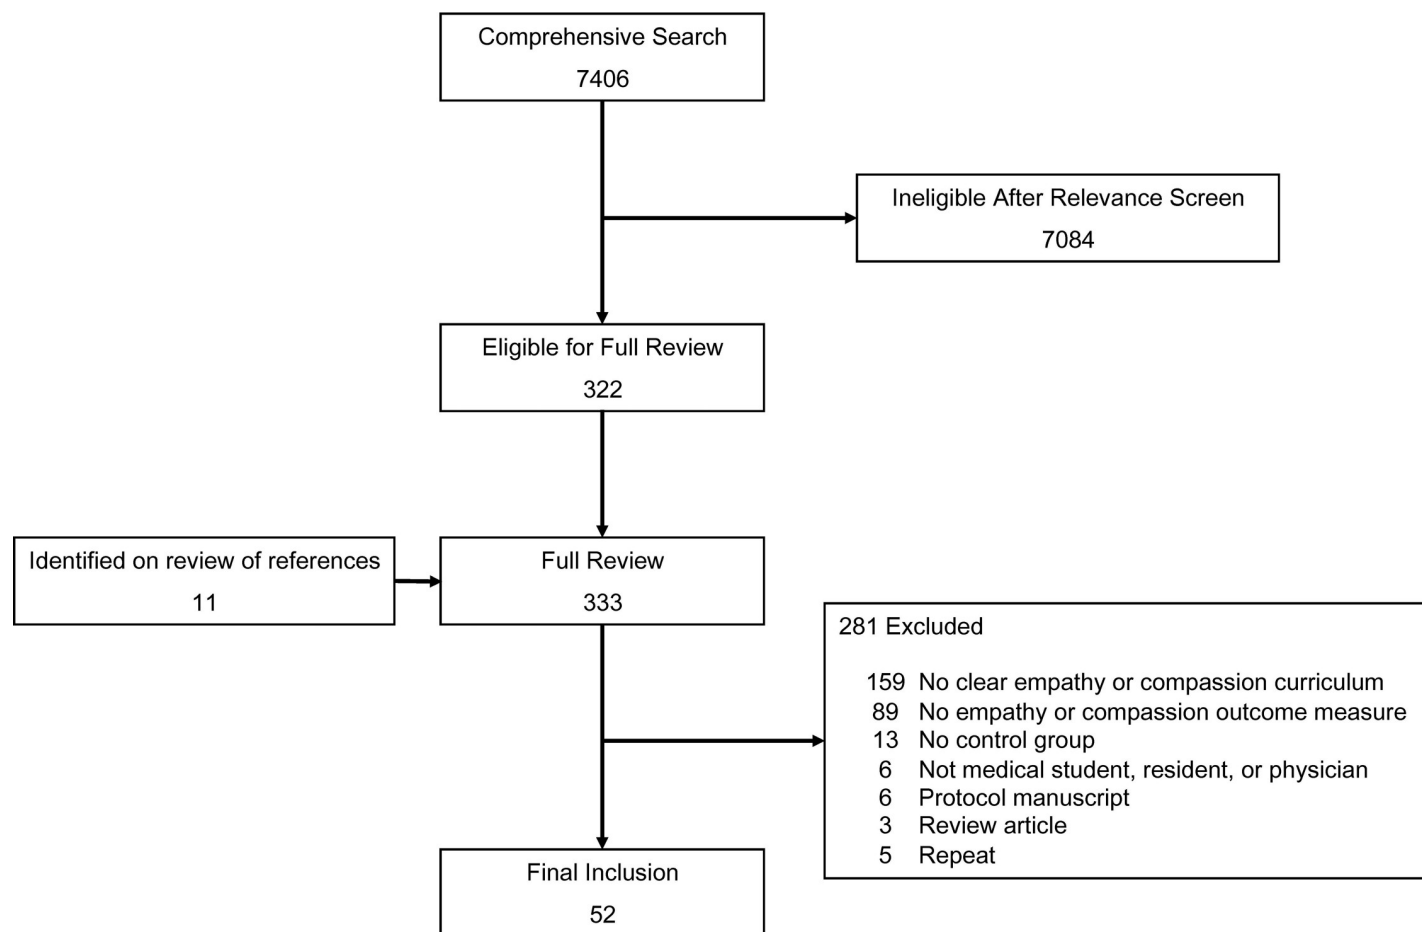 Comprehensive Search
7406
Ineligible After Relevance Screen
7084
Eligible for Full Review
322
Identified on review of references
11
Full Review
333
281 Excluded
159 No clear empathy or compassion curriculum
89 No empathy or compassion outcome measure
13 No control group
6 Not medical student, resident, or physician
6 Protocol manuscript
3 Review article
5 Repeat
Final Inclusion
52